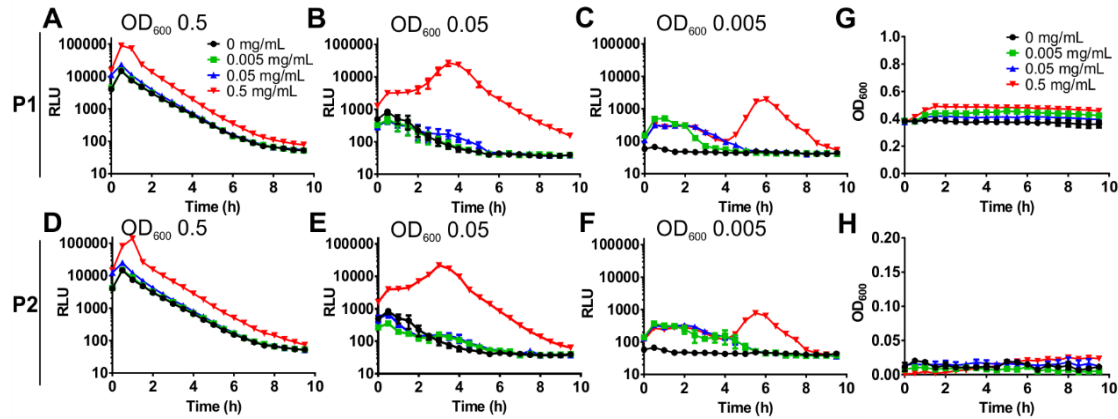 A
OD600 0.5
RLU
100000
10000
1000
100
10
0 2 4 6 8 10
Time (h)
0 mg/mL
0.005 mg/mL
0.05 mg/mL
0.5 mg/mL
B
OD600 0.05
RLU
100000
10000
1000
100
10
0 2 4 6 8 10
Time (h)
C
OD600 0.005
RLU
100000
10000
1000
100
10
0 2 4 6 8 10
Time (h)
G
OD600
1.0
0.8
0.6
0.4
0.2
0.0
0 2 4 6 8 10
Time (h)
0 mg/mL
0.005 mg/mL
0.05 mg/mL
0.5 mg/mL
P1
D
OD600 0.5
RLU
100000
10000
1000
100
10
0 2 4 6 8 10
Time (h)
E
OD600 0.05
RLU
100000
10000
1000
100
10
0 2 4 6 8 10
Time (h)
F
OD600 0.005
RLU
100000
10000
1000
100
10
0 2 4 6 8 10
Time (h)
H
OD600
0.20
0.15
0.10
0.05
0.00
0 2 4 6 8 10
Time (h)
P2